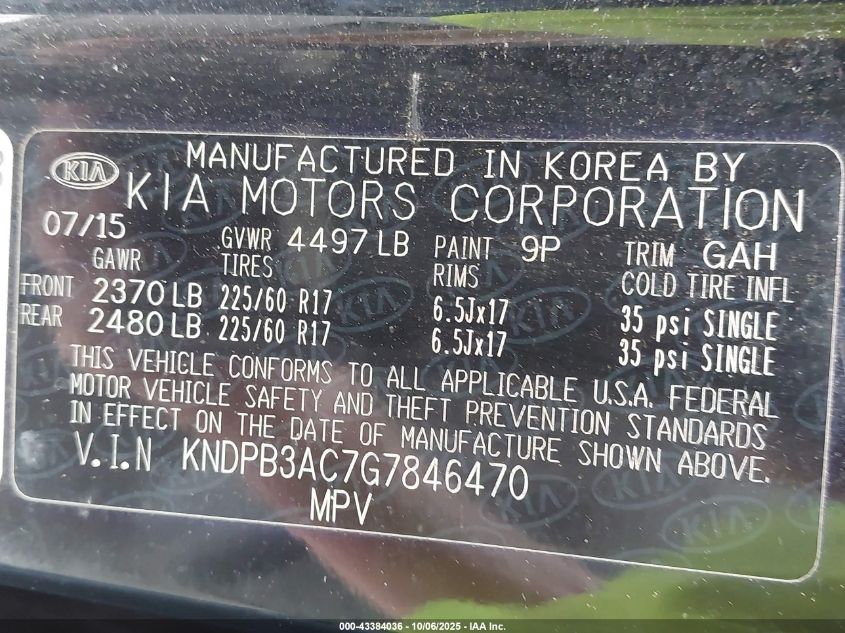 KIA MANUFACTURED IN KOREA BY
KIA MOTORS CORPORATION
07/15 GVWR 4497 LB PAINT 9P TRIM GAH
GAWR TIRES RIMS COLD TIRE INFL
FRONT 2370 LB 225/60 R17 6.5Jx17 35 psi SINGLE
REAR 2480 LB 225/60 R17 6.5Jx17 35 psi SINGLE
THIS VEHICLE CONFORMS TO ALL APPLICABLE U.S.A. FEDERAL
MOTOR VEHICLE SAFETY AND THEFT PREVENTION STANDARDS
IN EFFECT ON THE DATE OF MANUFACTURE SHOWN ABOVE.
V.I.N KNDPB3AC7G7846470
MPV
000-43384036 - 10/06/2025 - IAA Inc.